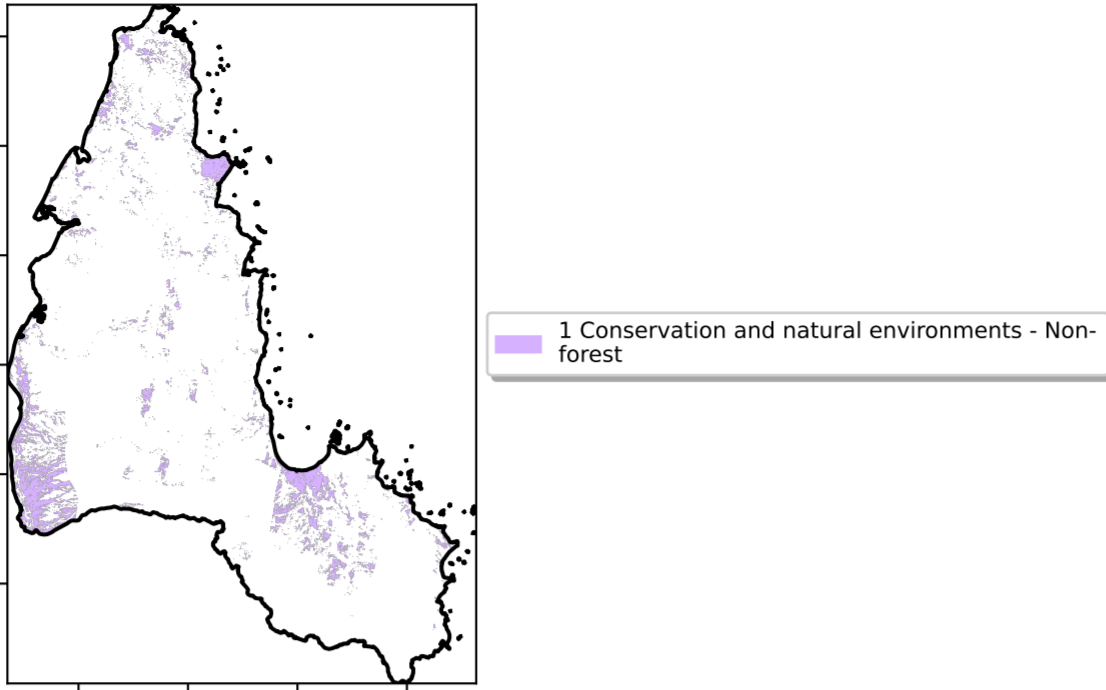 1 Conservation and natural environments - Non-
forest